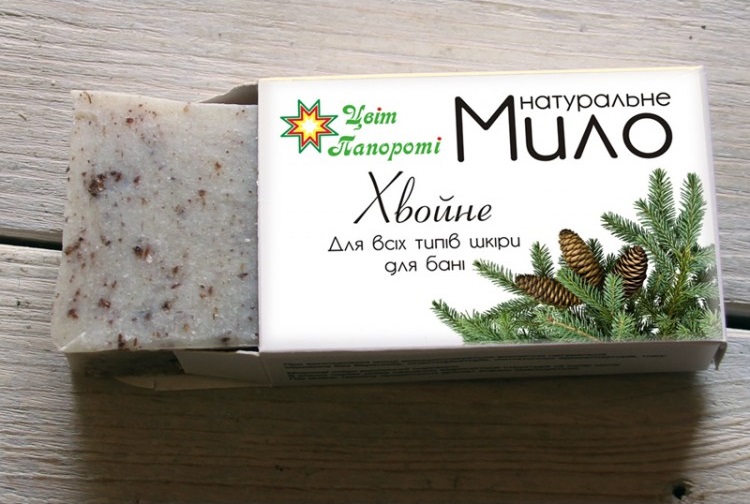 Цвіт
Папороті
натуральне
Мило
Хвойне
Для всіх типів шкіри
для бані